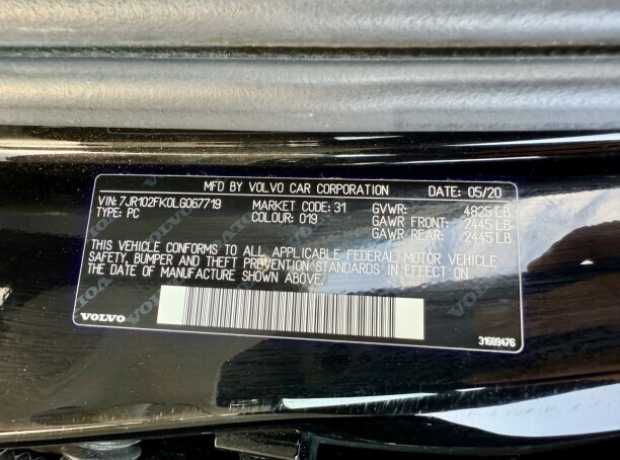 MFD BY VOLVO CAR CORPORATION DATE: 05/20
VIN: 7JR102FK0LG067719 MARKET CODE: 31 GVWR: 4825 LB
TYPE: PC COLOUR: 019 GAWR FRONT: 2445 LB
GAWR REAR: 2445 LB
THIS VEHICLE CONFORMS TO ALL APPLICABLE FEDERAL MOTOR VEHICLE
SAFETY, BUMPER AND THEFT PREVENTION STANDARDS IN EFFECT ON
THE DATE OF MANUFACTURE SHOWN ABOVE.
VOLVO 31689476